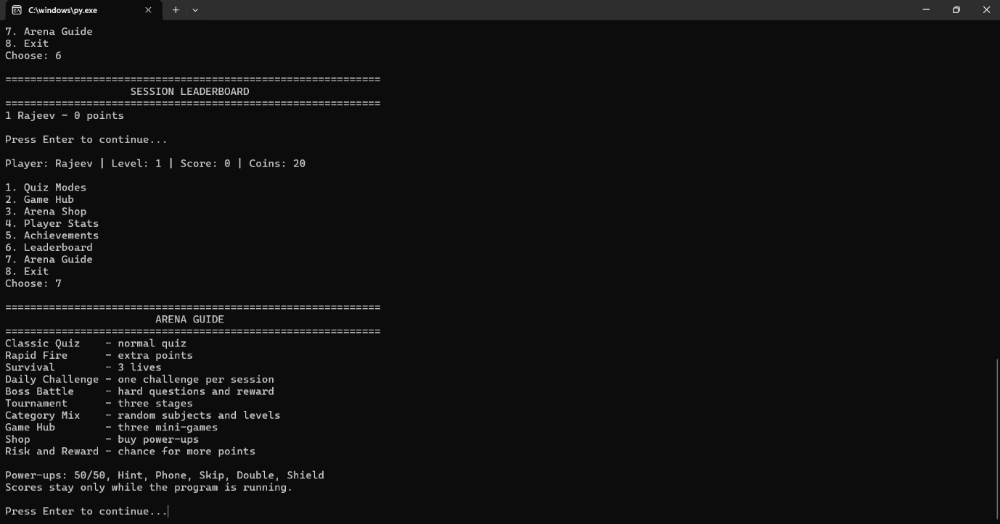 C:\windows\py.exe
7. Arena Guide
8. Exit
Choose: 6
============================================================
SESSION LEADERBOARD
============================================================
1 Rajeev - 0 points
Press Enter to continue...
Player: Rajeev | Level: 1 | Score: 0 | Coins: 20
1. Quiz Modes
2. Game Hub
3. Arena Shop
4. Player Stats
5. Achievements
6. Leaderboard
7. Arena Guide
8. Exit
Choose: 7
============================================================
ARENA GUIDE
============================================================
Classic Quiz    - normal quiz
Rapid Fire      - extra points
Survival        - 3 lives
Daily Challenge - one challenge per session
Boss Battle     - hard questions and reward
Tournament      - three stages
Category Mix    - random subjects and levels
Game Hub        - three mini-games
Shop            - buy power-ups
Risk and Reward - chance for more points
Power-ups: 50/50, Hint, Phone, Skip, Double, Shield
Scores stay only while the program is running.
Press Enter to continue...